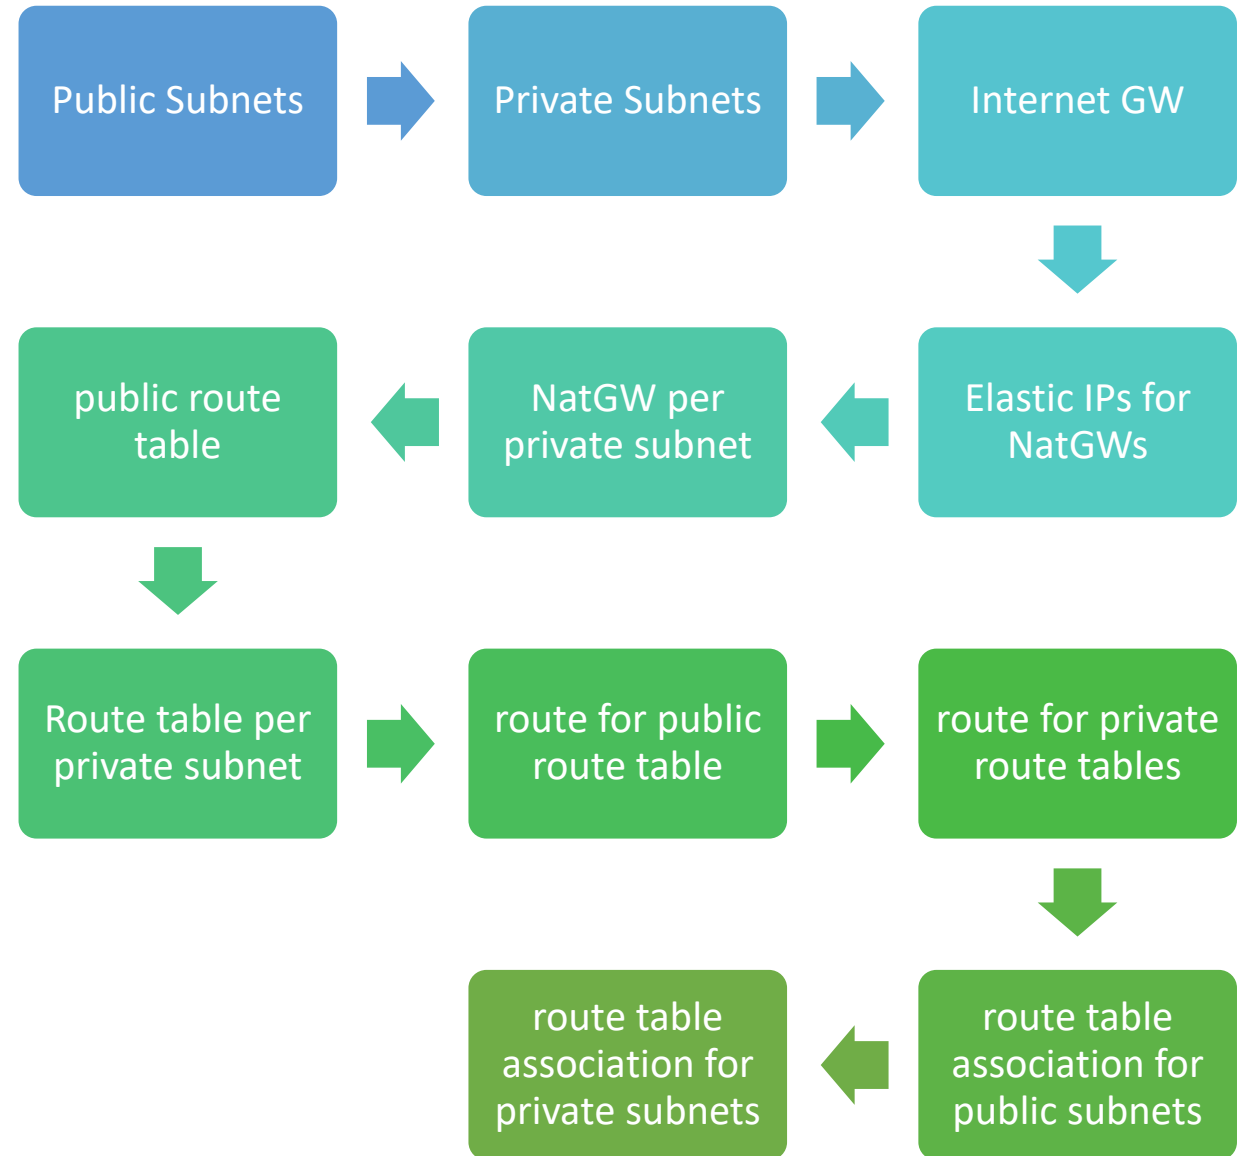 Public Subnets
Private Subnets
Internet GW
Elastic IPs for
NatGWs
NatGW per
private subnet
public route
table
Route table per
private subnet
route for public
route table
route for private
route tables
route table
association for
public subnets
route table
association for
private subnets